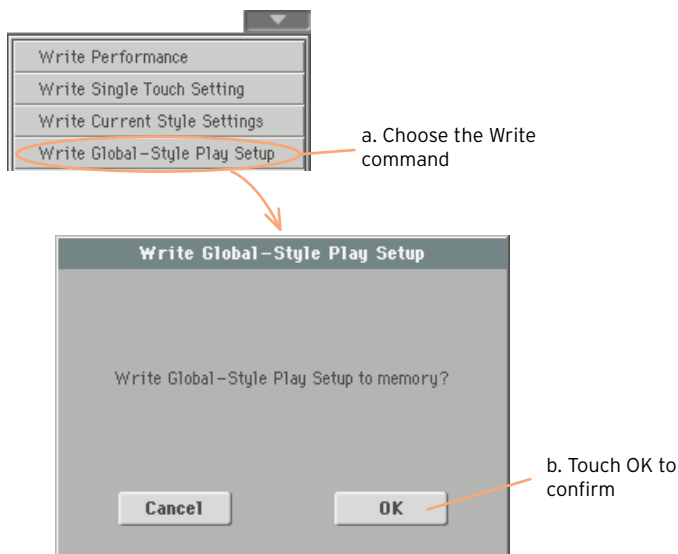 Write Performance
Write Single Touch Setting
Write Current Style Settings
Write Global-Style Play Setup
a. Choose the Write
command
Write Global-Style Play Setup
Write Global-Style Play Setup to memory?
Cancel
OK
b. Touch OK to
confirm